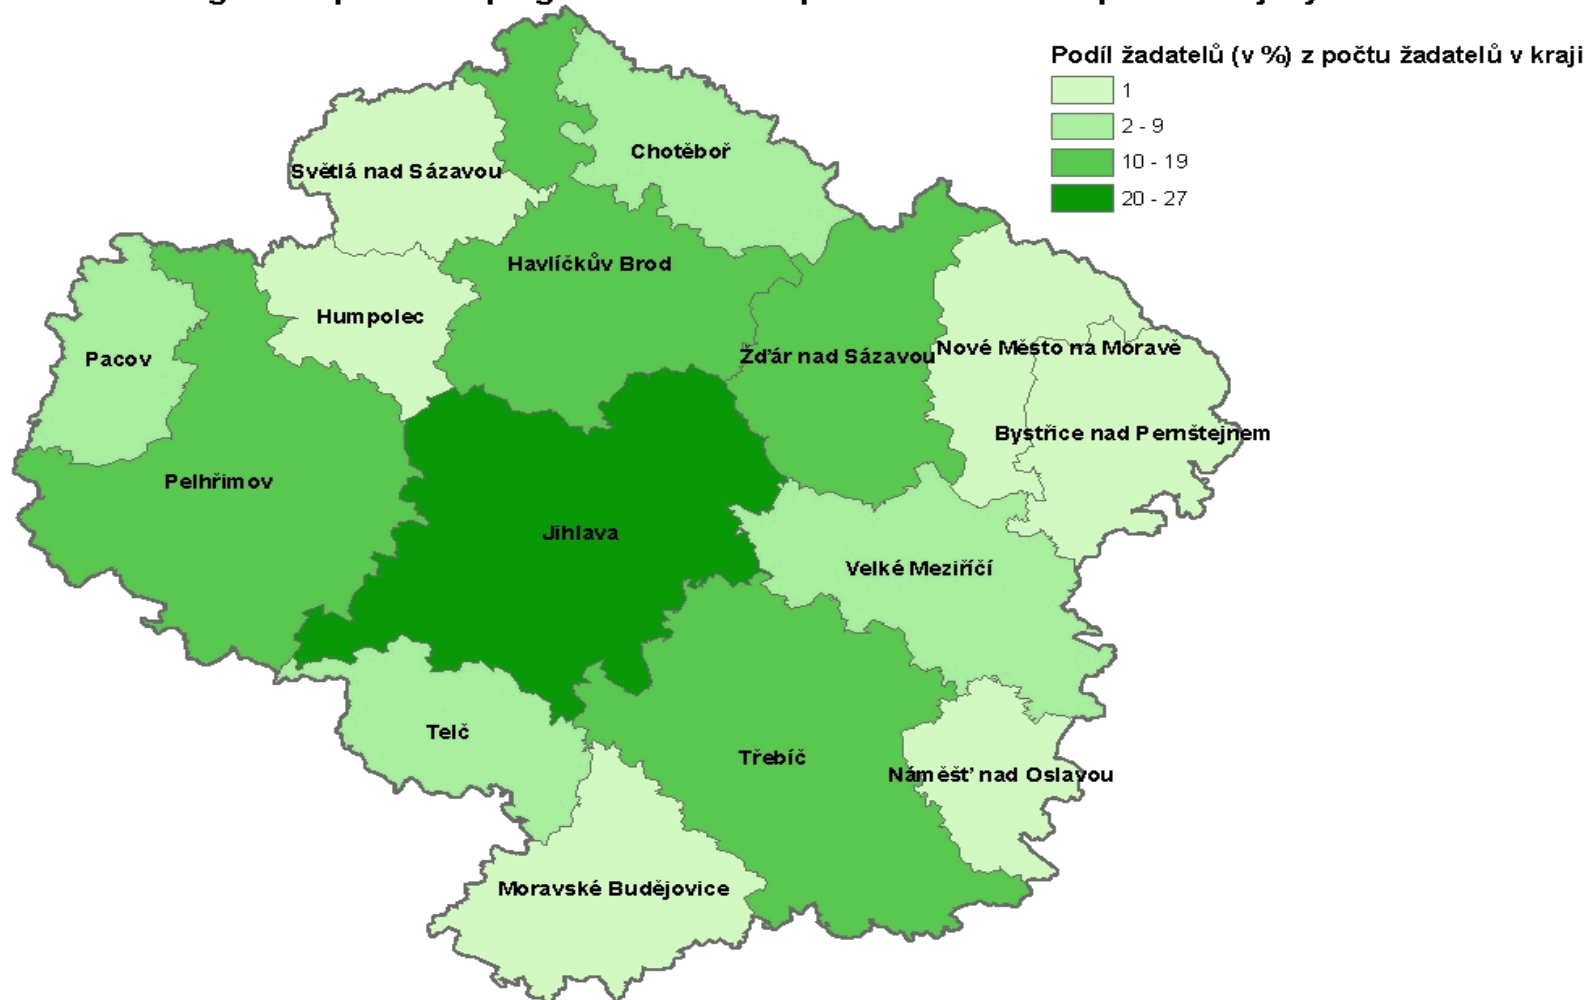 Podíl žadatelů (v %) z počtu žadatelů v kraji
1
2 - 9
10 - 19
20 - 27
Chotěboř
Světlá nad Sázavou
Havlíčkův Brod
Humpolec
Nové Město na Moravě
Žďár nad Sázavou
Pacov
Bystřice nad Pernštejnem
Pelhřimov
Jihlava
Velké Meziříčí
Telč
Třebíč
Náměšť nad Oslavou
Moravské Budějovice